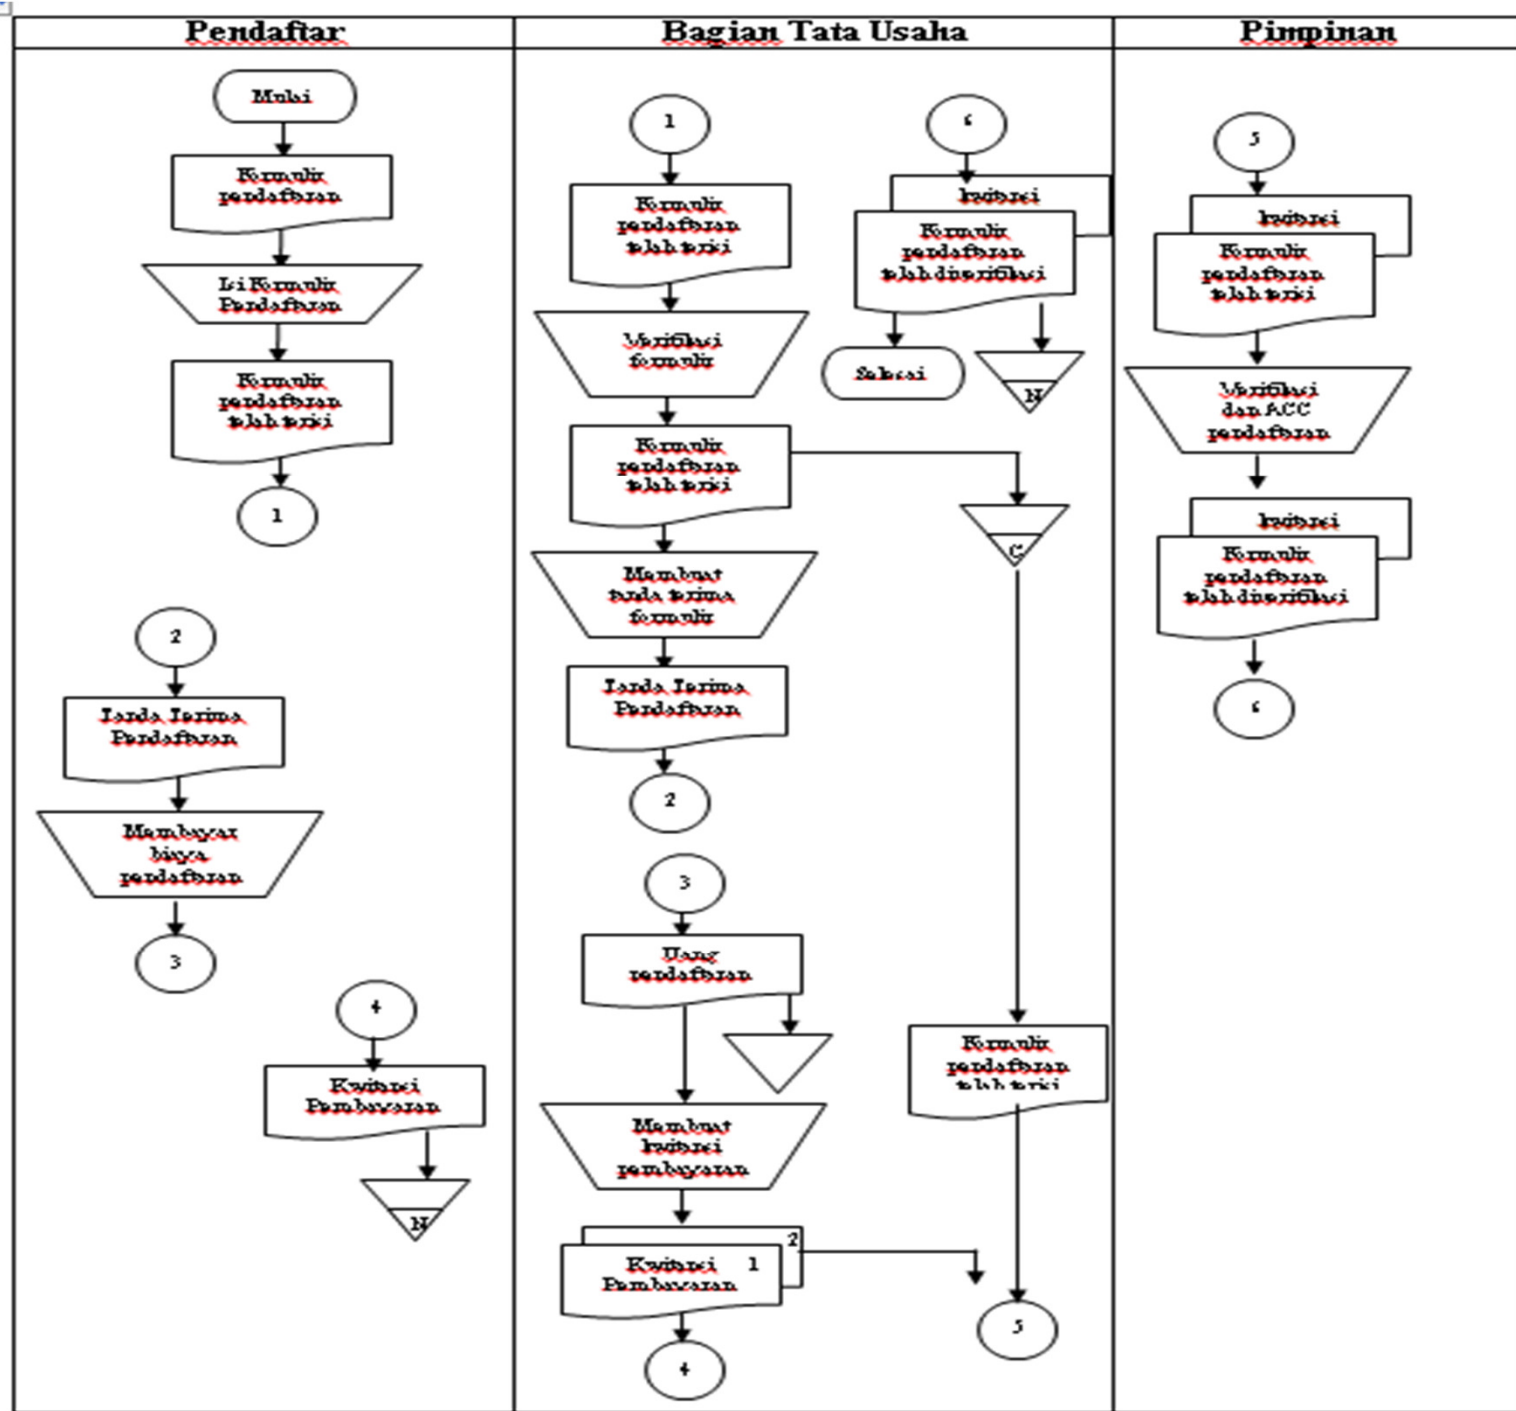 Pendaftar
Bagian Tata Usaha
Pimpinan
Mulai
Formulir
pendaftaran
Isi Formulir
Pendaftaran
Formulir
pendaftaran
telah terisi
1
2
Tanda Terima
Pendaftaran
Membayar
biaya
pendaftaran
3
4
Kwitansi
Pembayaran
N
1
Formulir
pendaftaran
telah terisi
Verifikasi
formulir
Formulir
pendaftaran
telah terisi
C
Membuat
tanda terima
formulir
Tanda Terima
Pendaftaran
2
3
Uang
pendaftaran
Membuat
kwitansi
pembayaran
2
Kwitansi 1
Pembayaran
4
6
kwitansi
Formulir
pendaftaran
telah diverifikasi
Selesai
N
Formulir
pendaftaran
telah terisi
5
5
kwitansi
Formulir
pendaftaran
telah terisi
Verifikasi
dan ACC
pendaftaran
kwitansi
Formulir
pendaftaran
telah diverifikasi
6